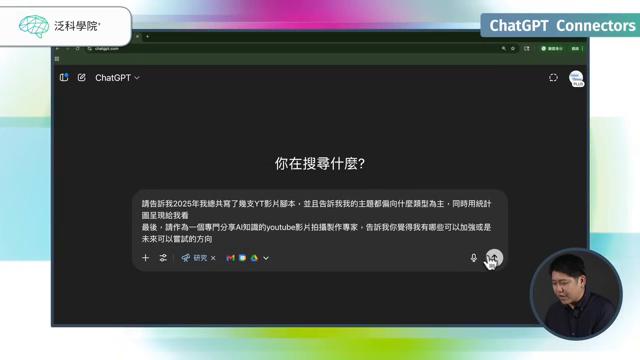 泛科學院
ChatGPT Connectors
chatgpt.com
ChatGPT
PLUS
你在搜尋什麼?
請告訴我2025年我總共寫了幾支YT影片腳本，並且告訴我我的主題都偏向什麼類型為主，同時用統計
圖呈現給我看
最後，請作為一個專門分享AI知識的youtube影片拍攝製作專家，告訴我你覺得我有哪些可以加強或是
未來可以嘗試的方向
研究